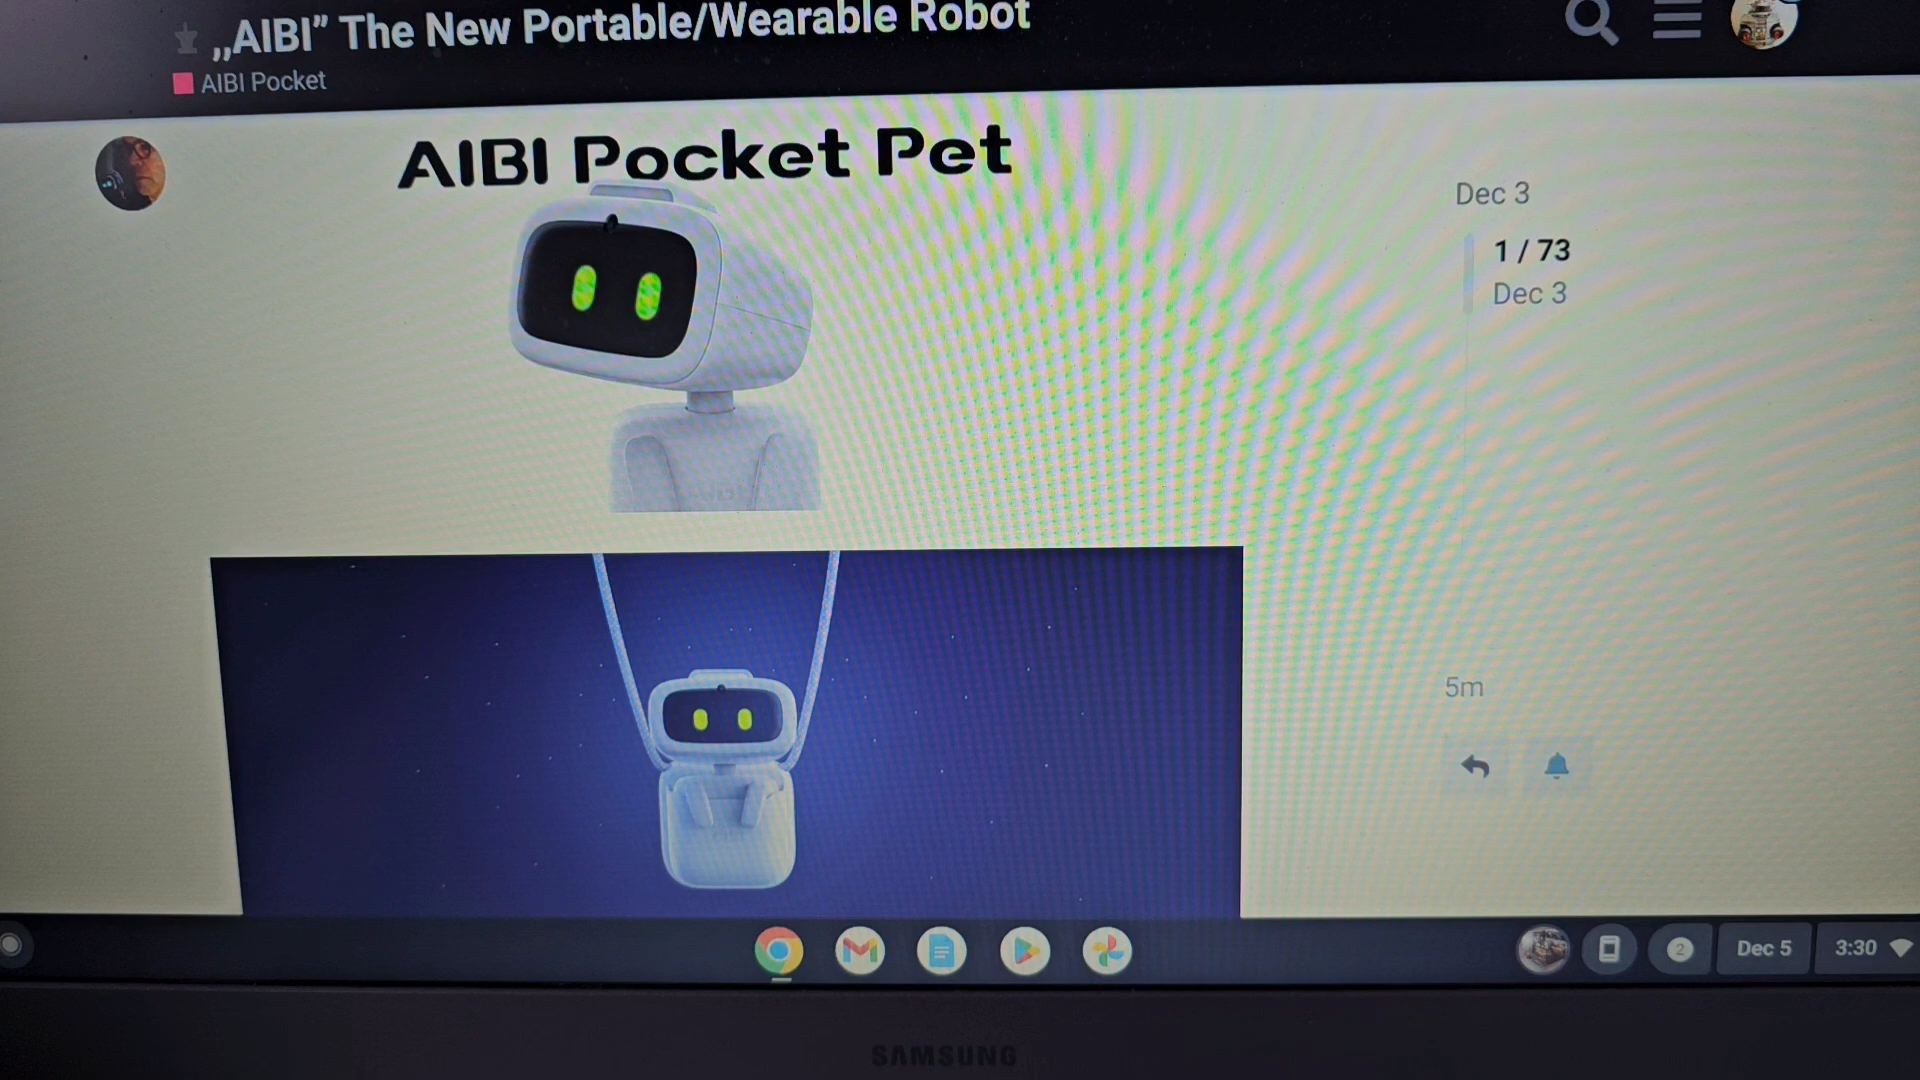 „AIBI” The New Portable/Wearable Robot
AIBI Pocket
AIBI Pocket Pet
Dec 3
1 / 73
Dec 3
5m
2
Dec 5
3:30
SAMSUNG